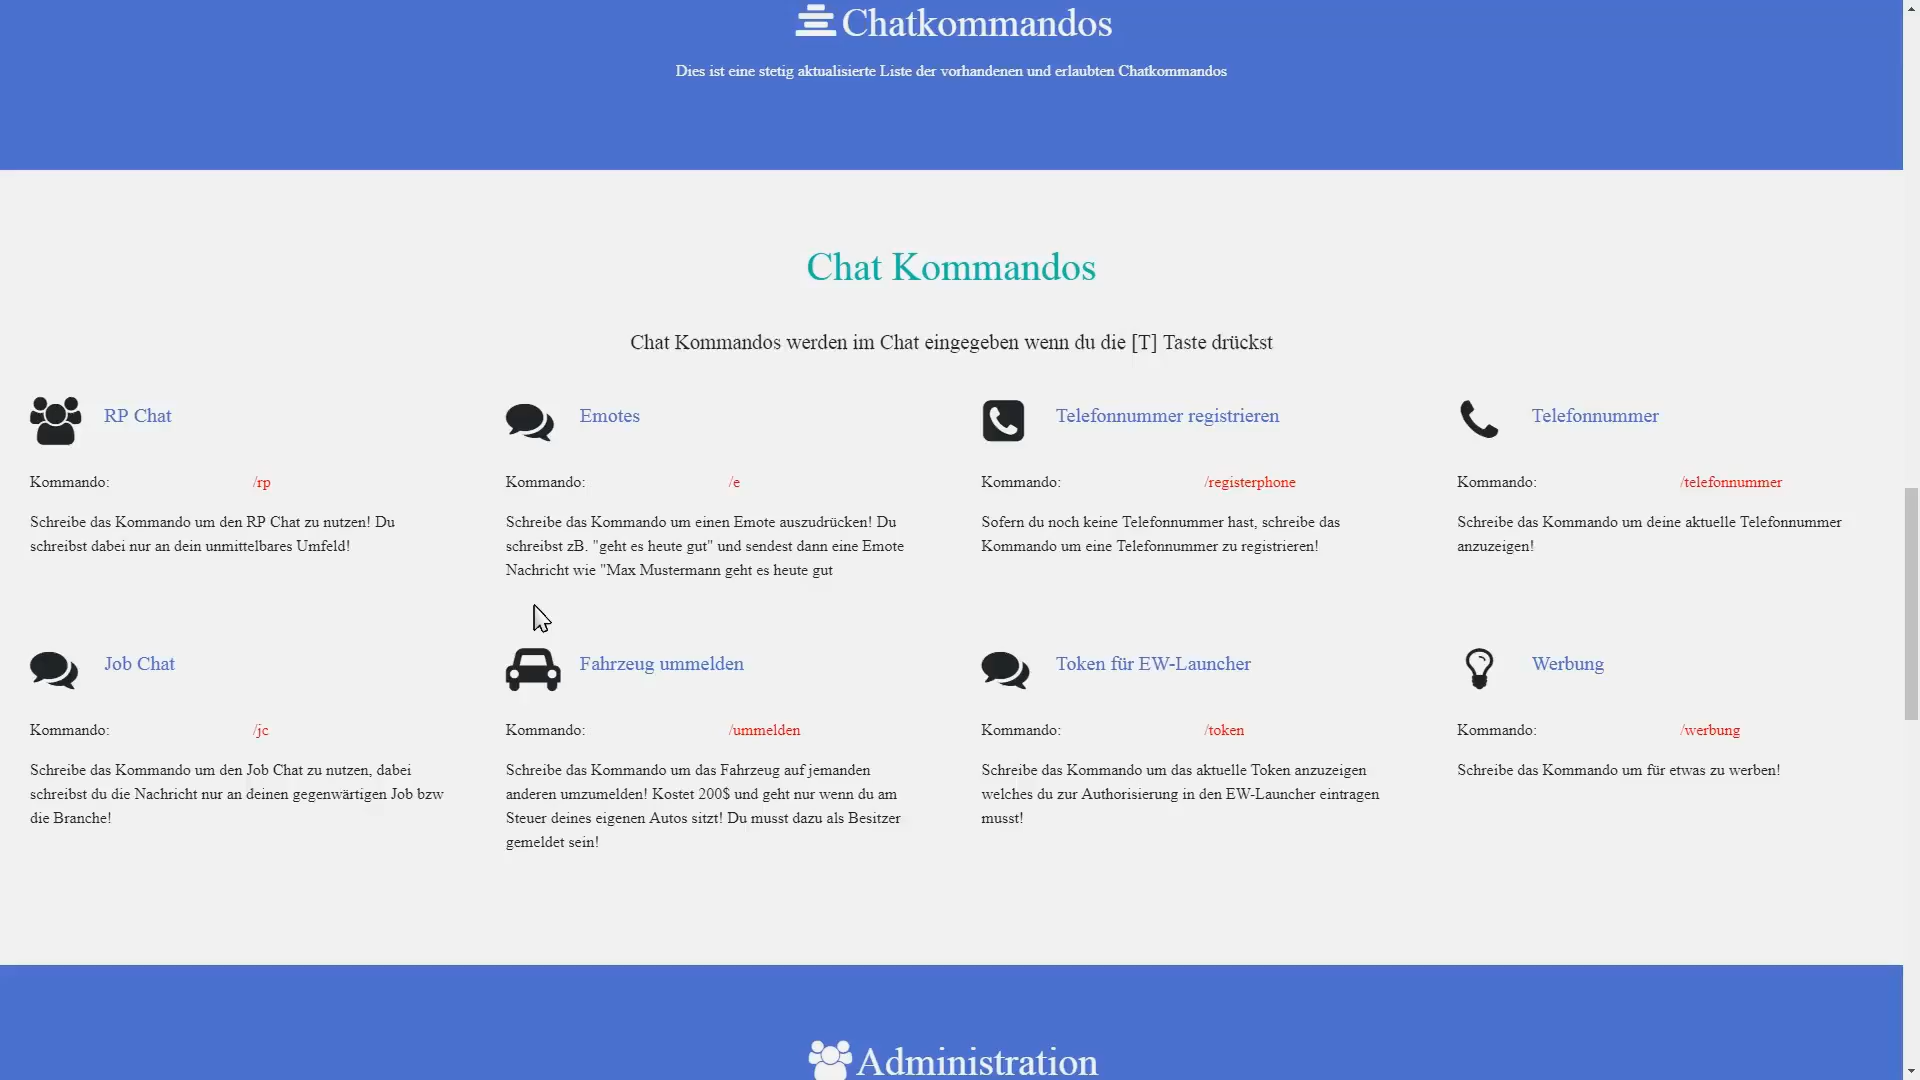 Chatkommandos
Dies ist eine stetig aktualisierte Liste der vorhandenen und erlaubten Chatkommandos
Chat Kommandos
Chat Kommandos werden im Chat eingegeben wenn du die [T] Taste drückst
RP Chat
Kommando: /rp
Schreibe das Kommando um den RP Chat zu nutzen! Du
schreibst dabei nur an dein unmittelbares Umfeld!
Emotes
Kommando: /e
Schreibe das Kommando um einen Emote auszudrücken! Du
schreibst zB. "geht es heute gut" und sendest dann eine Emote
Nachricht wie "Max Mustermann geht es heute gut
Telefonnummer registrieren
Kommando: /registerphone
Sofern du noch keine Telefonnummer hast, schreibe das
Kommando um eine Telefonnummer zu registrieren!
Telefonnummer
Kommando: /telefonnummer
Schreibe das Kommando um deine aktuelle Telefonnummer
anzuzeigen!
Job Chat
Kommando: /jc
Schreibe das Kommando um den Job Chat zu nutzen, dabei
schreibst du die Nachricht nur an deinen gegenwärtigen Job bzw
die Branche!
Fahrzeug ummelden
Kommando: /ummelden
Schreibe das Kommando um das Fahrzeug auf jemanden
anderen umzumelden! Kostet 200$ und geht nur wenn du am
Steuer deines eigenen Autos sitzt! Du musst dazu als Besitzer
gemeldet sein!
Token für EW-Launcher
Kommando: /token
Schreibe das Kommando um das aktuelle Token anzuzeigen
welches du zur Authorisierung in den EW-Launcher eintragen
musst!
Werbung
Kommando: /werbung
Schreibe das Kommando um für etwas zu werben!
Administration